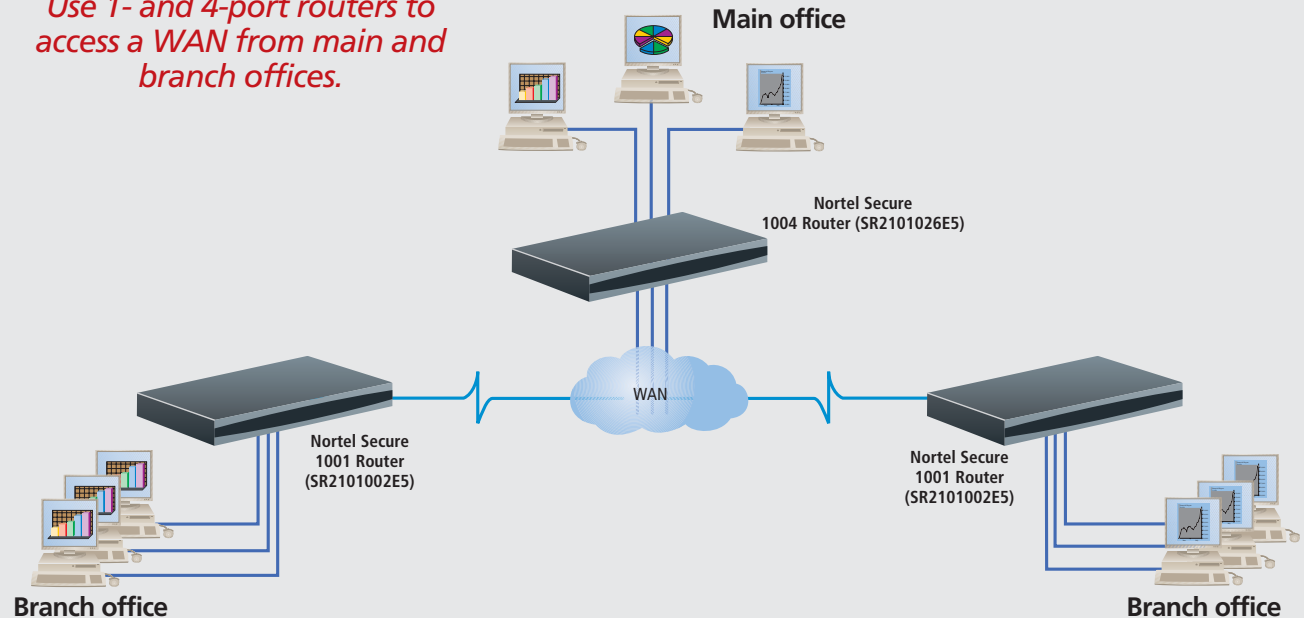 Use 1- and 4-port routers to
access a WAN from main and
branch offices.
Main office
Nortel Secure
1004 Router (SR2101026E5)
WAN
Nortel Secure
1001 Router
(SR2101002E5)
Nortel Secure
1001 Router
(SR2101002E5)
Branch office
Branch office